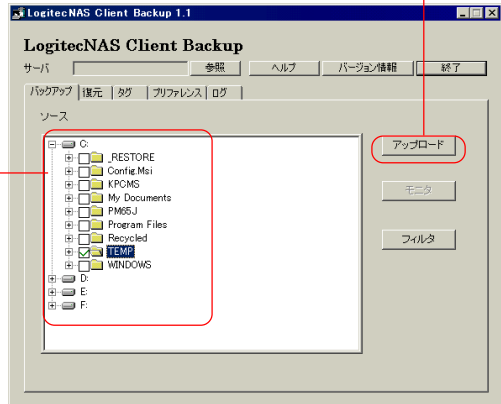 LogitecNAS Client Backup 1.1
LogitecNAS Client Backup
サーバ 参照 ヘルプ バージョン情報 終了
バックアップ 復元 タグ プリファレンス ログ
ソース
アップロード
モニタ
フィルタ
C:
_RESTORE
Config.Msi
KPCMS
My Documents
PM65J
Program Files
Recycled
TEMP
WINDOWS
D:
E:
F: